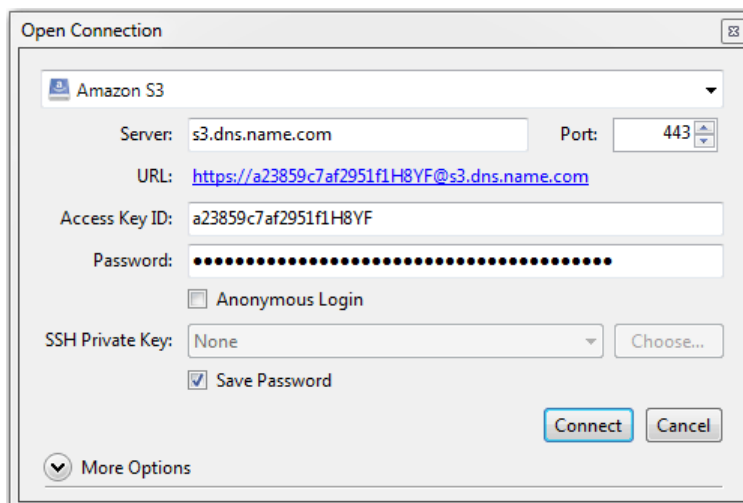 Open Connection
Amazon S3
Server: s3.dns.name.com Port: 443
URL: https://a23859c7af2951f1H8YF@s3.dns.name.com
Access Key ID: a23859c7af2951f1H8YF
Password: ●●●●●●●●●●●●●●●●●●●●●●●●●●●●●●●●●●●●●●●●
Anonymous Login
SSH Private Key: None Choose...
Save Password
Connect Cancel
More Options